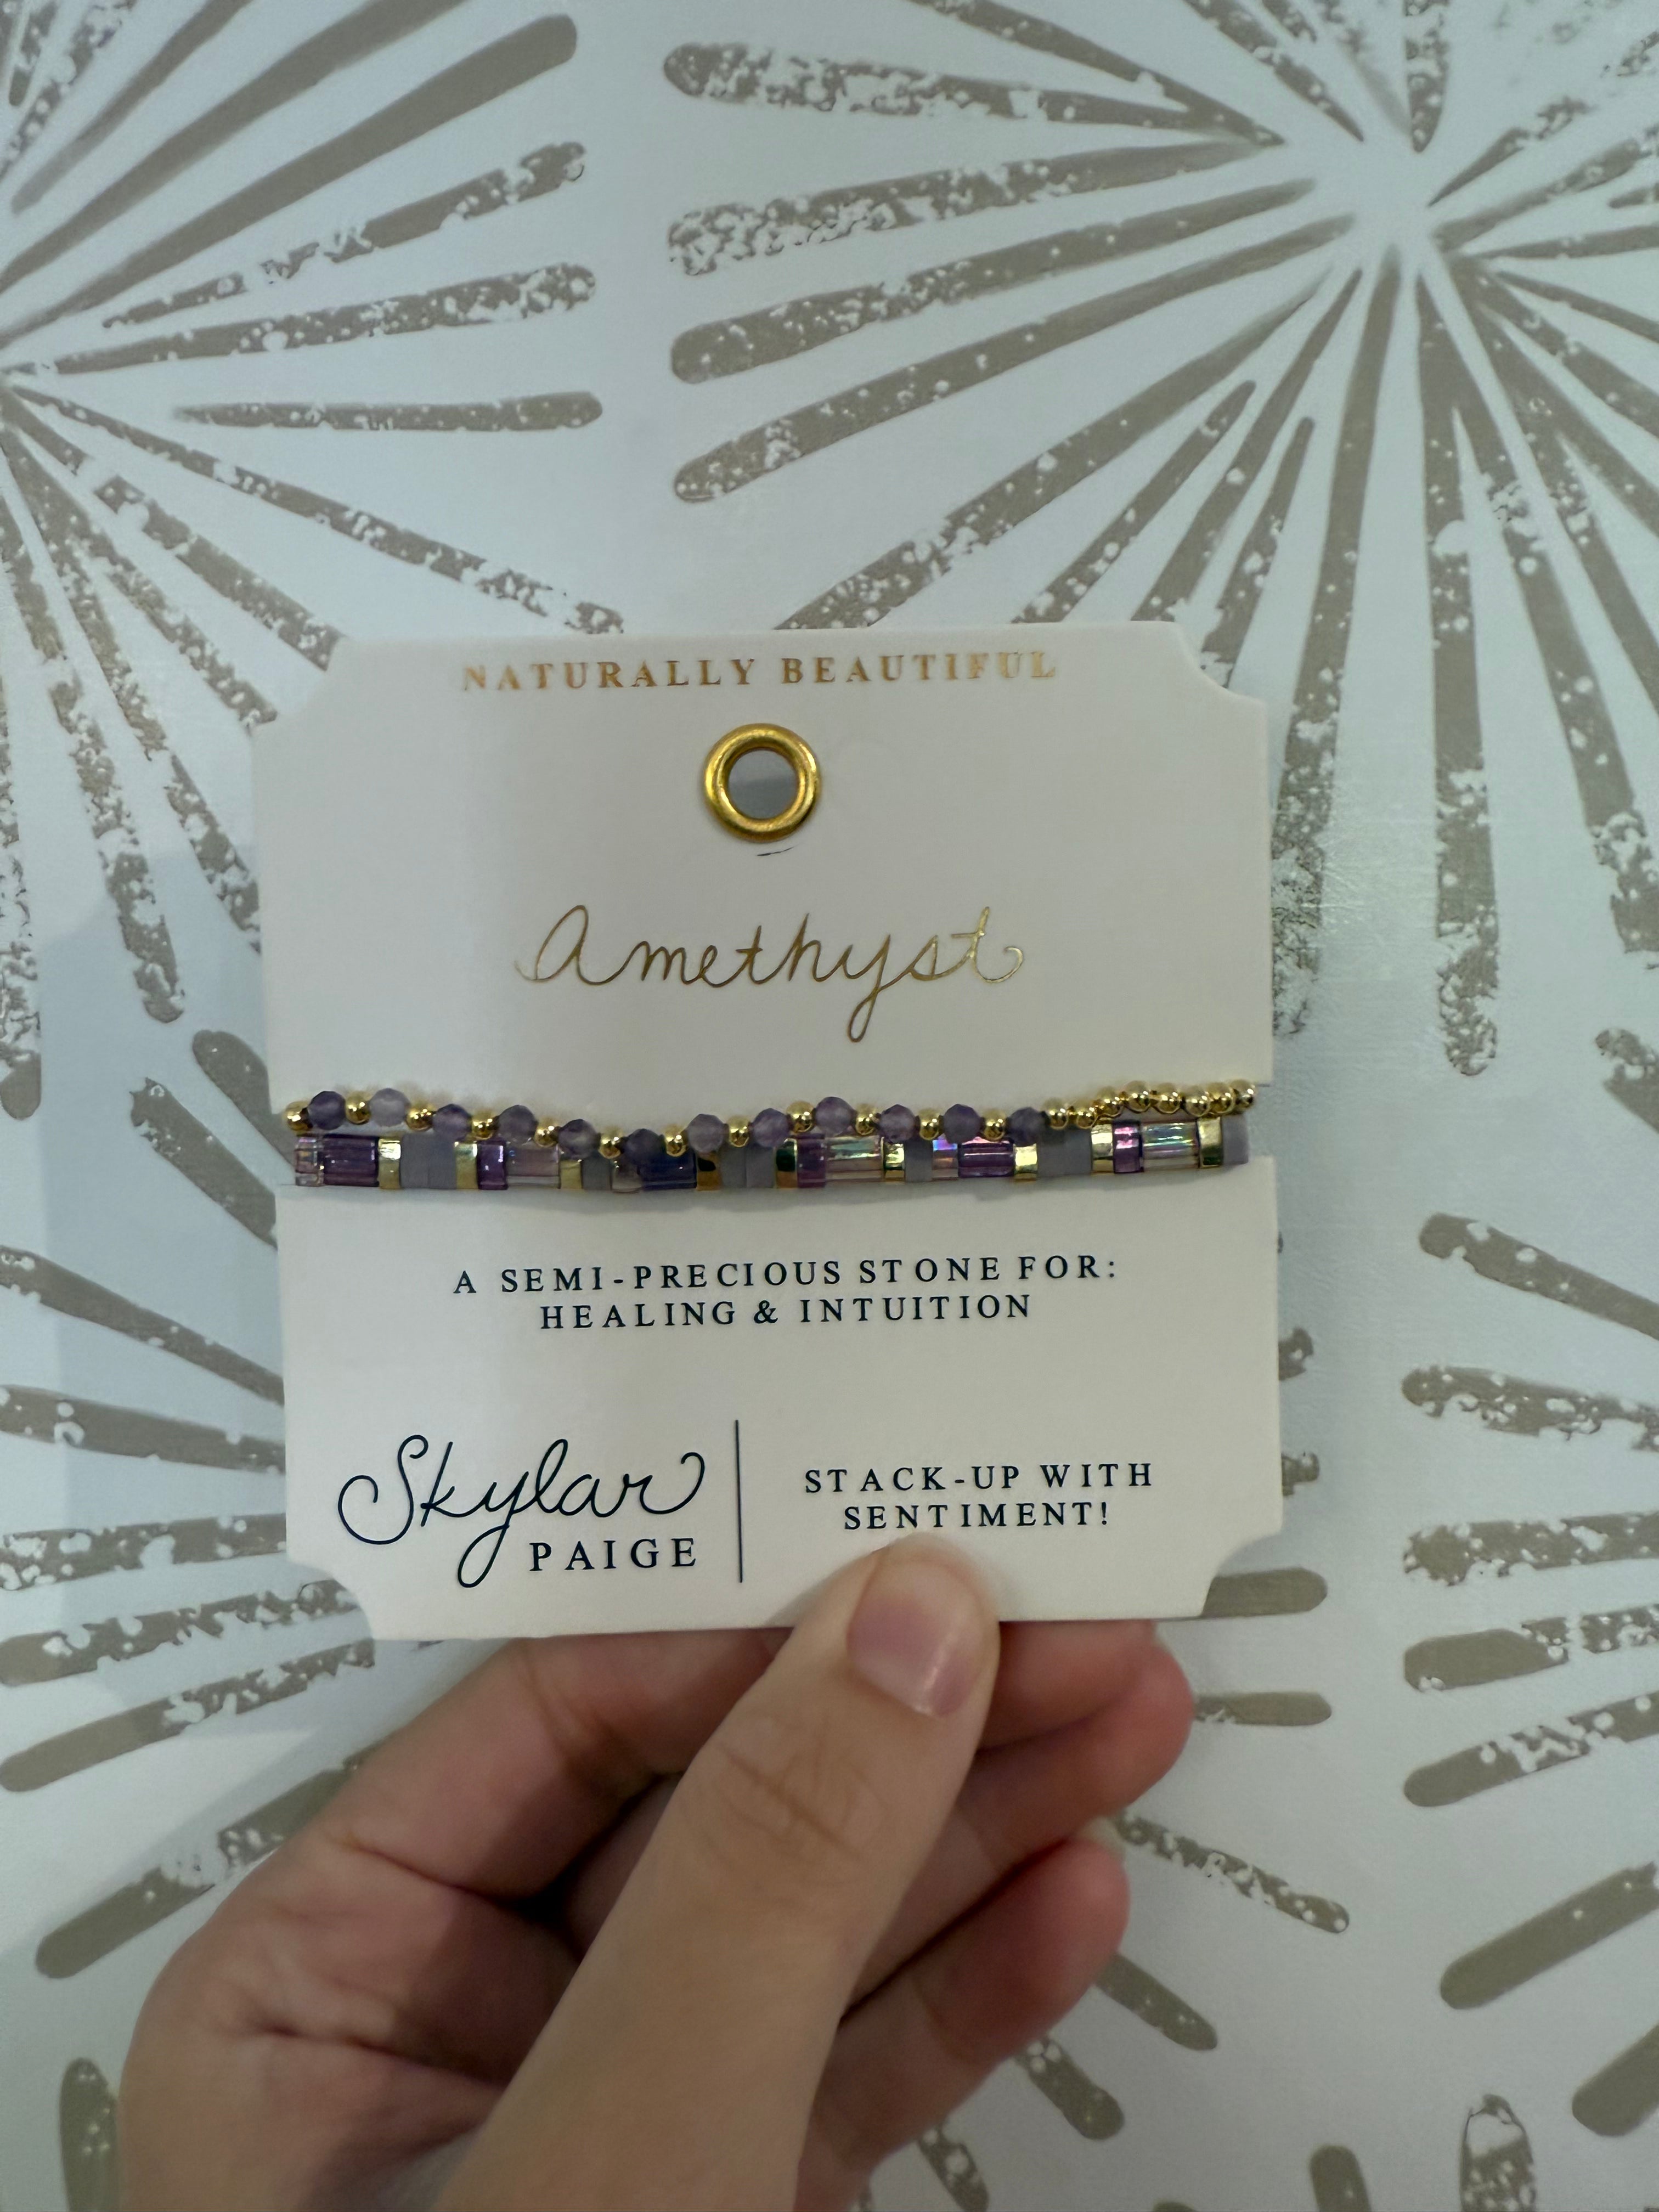 NATURALLY BEAUTIFUL
Amethyst
A SEMI-PRECIOUS STONE FOR:
HEALING & INTUITION
Skylar
PAIGE
STACK-UP WITH
SENTIMENT!